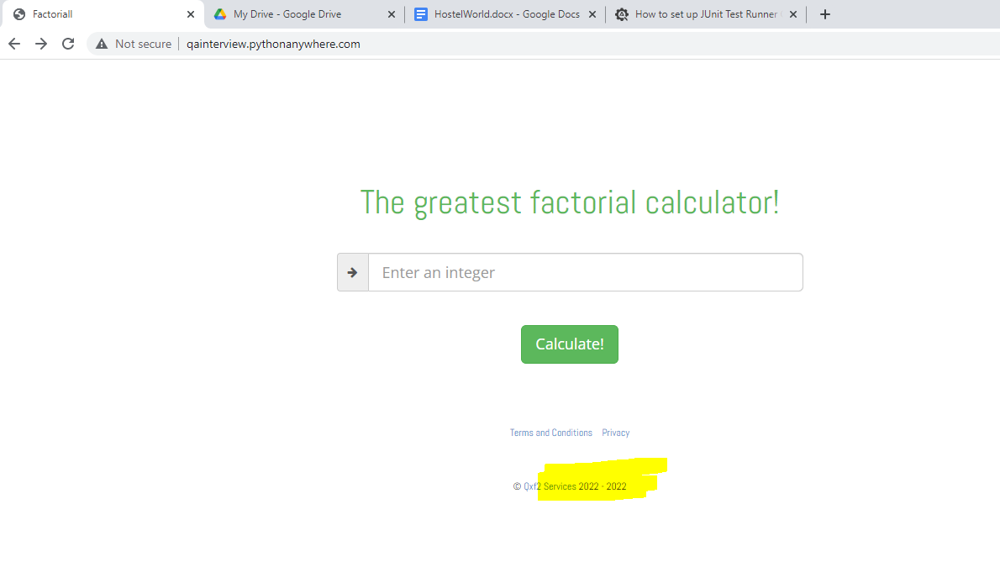 Factoriall
My Drive - Google Drive
HostelWorld.docx - Google Docs
How to set up JUnit Test Runner
Not secure
qainterview.pythonanywhere.com
The greatest factorial calculator!
Enter an integer
Calculate!
Terms and Conditions Privacy
© Qxf2 Services 2022 - 2022